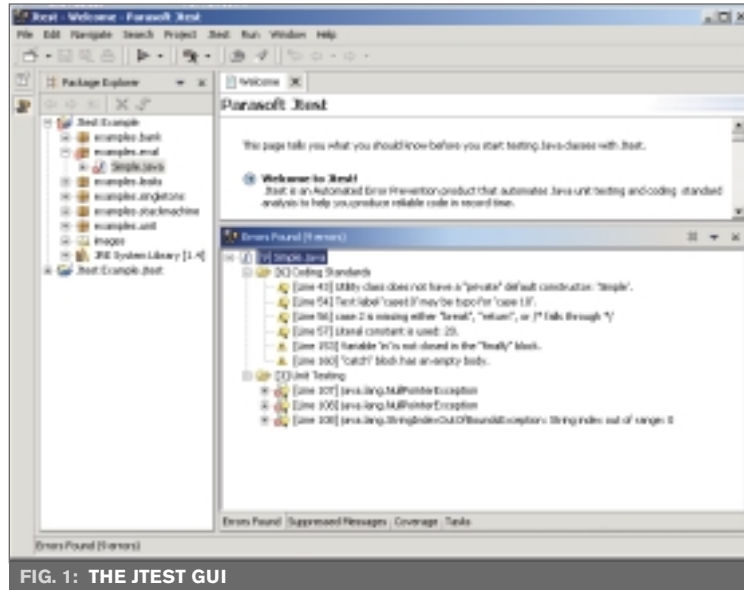 Jtest - Welcome - Parasoft Jtest
File Edit Navigate Search Project Jtest Run Window Help
Package Explorer
Jtest Example
examples.bank
examples.eval
Simple.java
examples.leaks
examples.singletons
examples.stackmachine
examples.unit
images
JRE System Library [1.4]
Jtest Example.jtest
Welcome
Parasoft Jtest
This page tells you what you should know before you start testing Java classes with Jtest.
Welcome to Jtest!
Jtest is an Automated Error Prevention product that automates Java unit testing and coding standard
analysis to help you produce reliable code in record time.
Errors Found (9 errors)
[9] Simple.java
[6] Coding Standards
[Line 43] Utility class does not have a "private" default constructor: 'Simple'.
[Line 54] Text label 'case10' may be typo for 'case 10'.
[Line 56] case 2 is missing either "break", "return", or /* falls through */
[Line 57] Literal constant is used: 20.
[Line 153] Variable 'in' is not closed in the "finally" block.
[Line 160] "catch" block has an empty body.
[3] Unit Testing
[Line 107] java.lang.NullPointerException
[Line 108] java.lang.NullPointerException
[Line 108] java.lang.StringIndexOutOfBoundsException: String index out of range: 0
Errors Found Suppressed Messages Coverage Tasks
Errors Found (9 errors)
FIG. 1: THE JTEST GUI